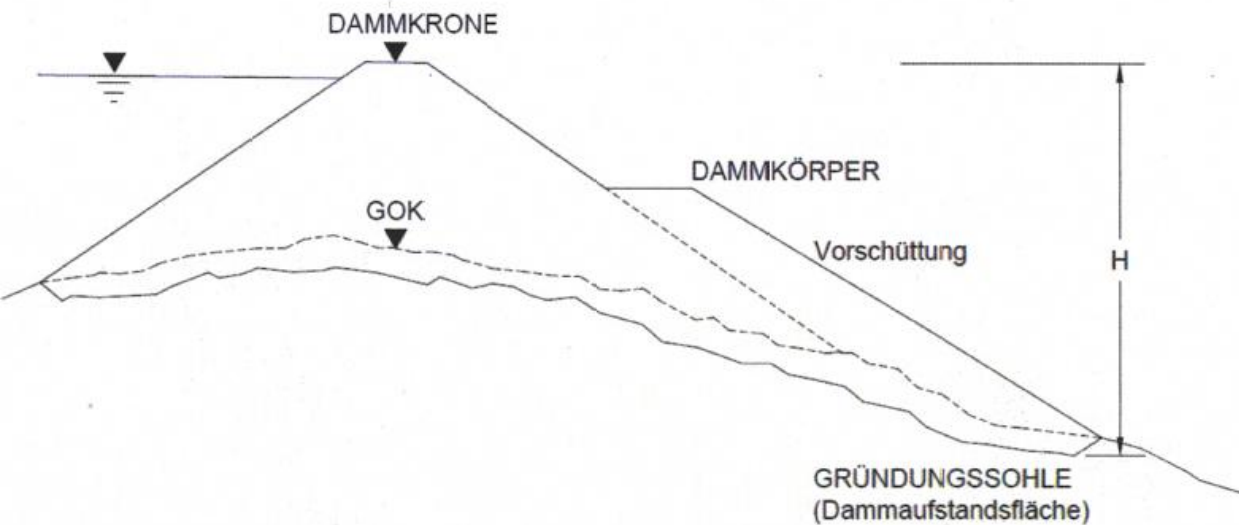 DAMMKRONE
DAMMKÖRPER
GOK
Vorschüttung
H
GRÜNDUNGSSOHLE
(Dammaufstandsfläche)